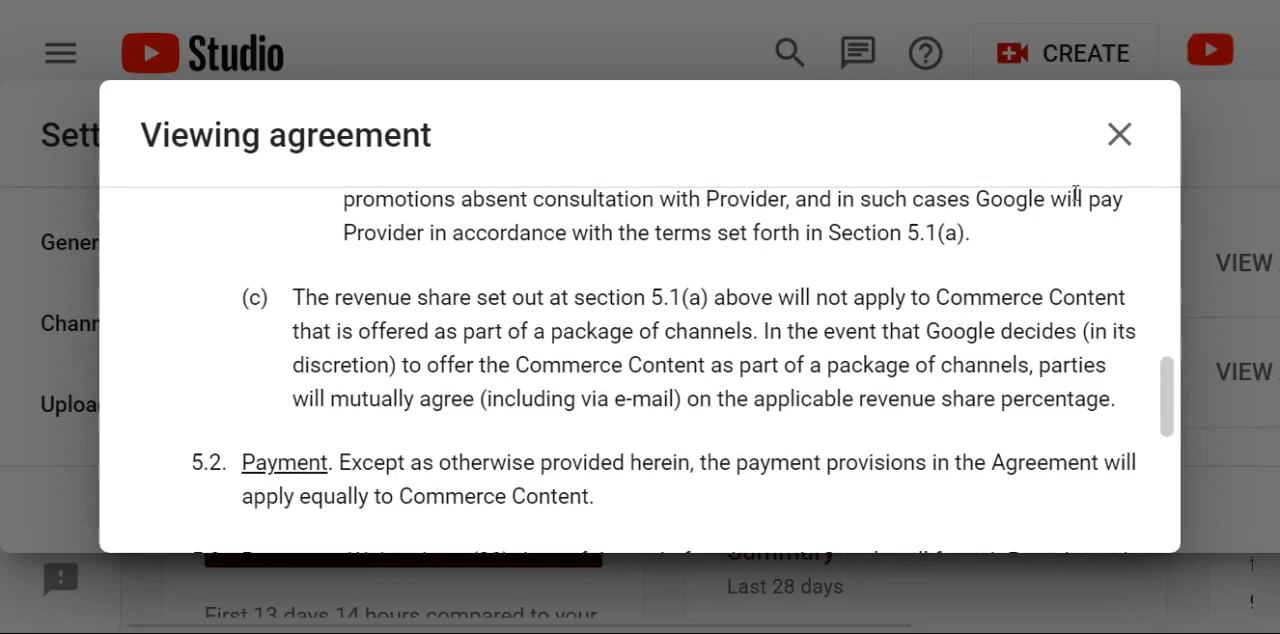 Studio
CREATE
Sett
Viewing agreement
promotions absent consultation with Provider, and in such cases Google will pay
Provider in accordance with the terms set forth in Section 5.1(a).
Gener
VIEW
(c) The revenue share set out at section 5.1(a) above will not apply to Commerce Content
Chann
that is offered as part of a package of channels. In the event that Google decides (in its
discretion) to offer the Commerce Content as part of a package of channels, parties
VIEW
Uploa
will mutually agree (including via e-mail) on the applicable revenue share percentage.
5.2. Payment. Except as otherwise provided herein, the payment provisions in the Agreement will
apply equally to Commerce Content.
Summary
Last 28 days
First 13 days 14 hours compared to your